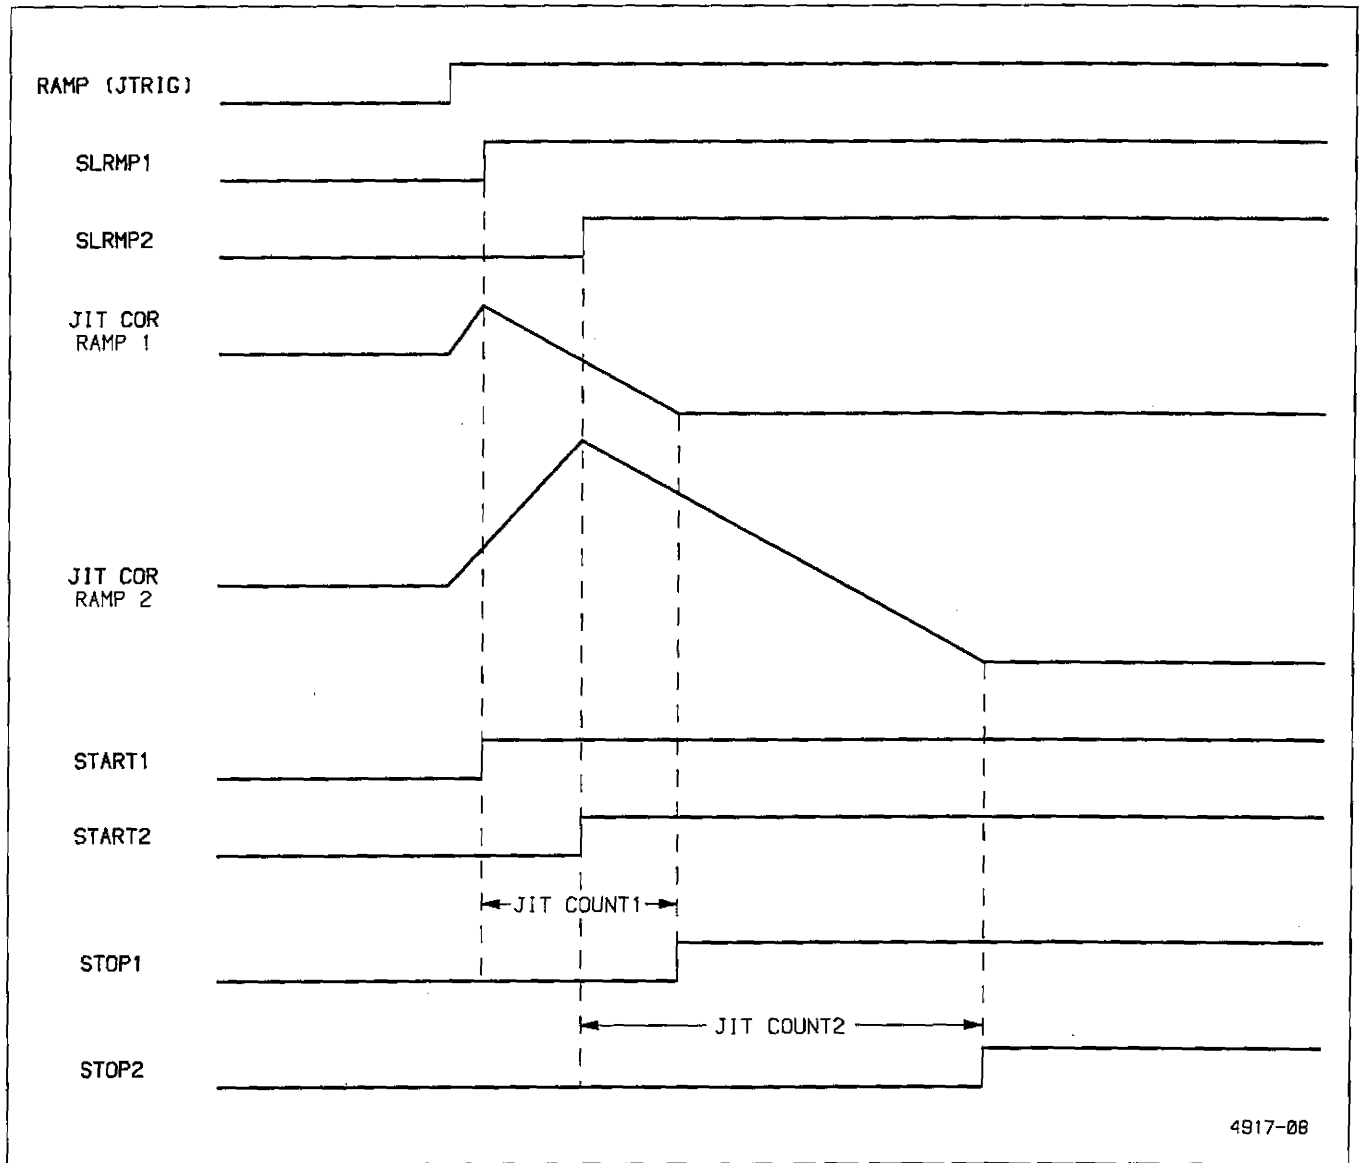 RAMP (JTRIG)
SLRMP1
SLRMP2
JIT COR
RAMP 1
JIT COR
RAMP 2
START1
START2
JIT COUNT1
STOP1
JIT COUNT2
STOP2
4917-08